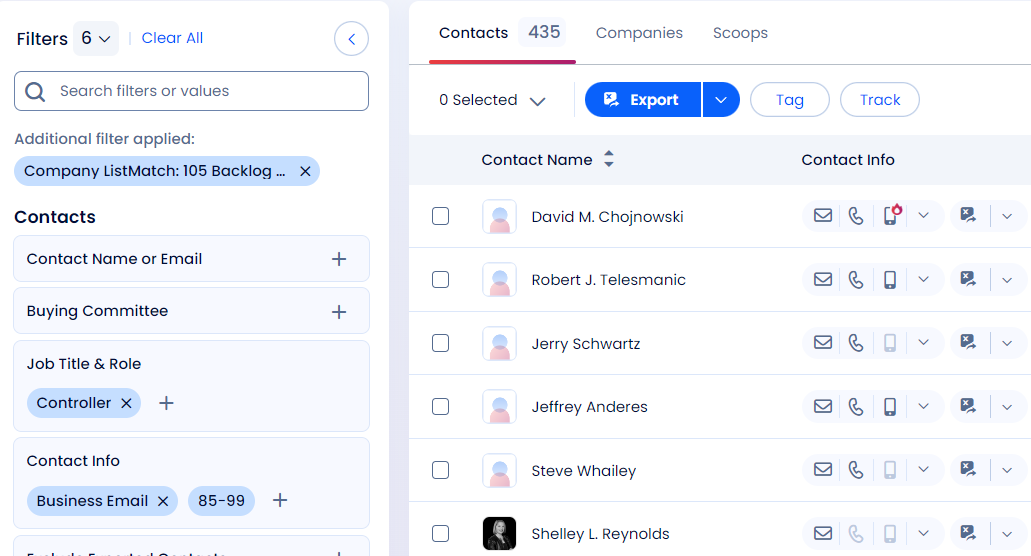 Filters 6 Clear All
Search filters or values
Additional filter applied:
Company ListMatch: 105 Backlog ...
Contacts
Contact Name or Email
Buying Committee
Job Title & Role
Controller
Contact Info
Business Email 85-99
Exclude Exported Contacts
Contacts 435 Companies Scoops
0 Selected Export Tag Track
Contact Name Contact Info
David M. Chojnowski
Robert J. Telesmanic
Jerry Schwartz
Jeffrey Anderes
Steve Whailey
Shelley L. Reynolds